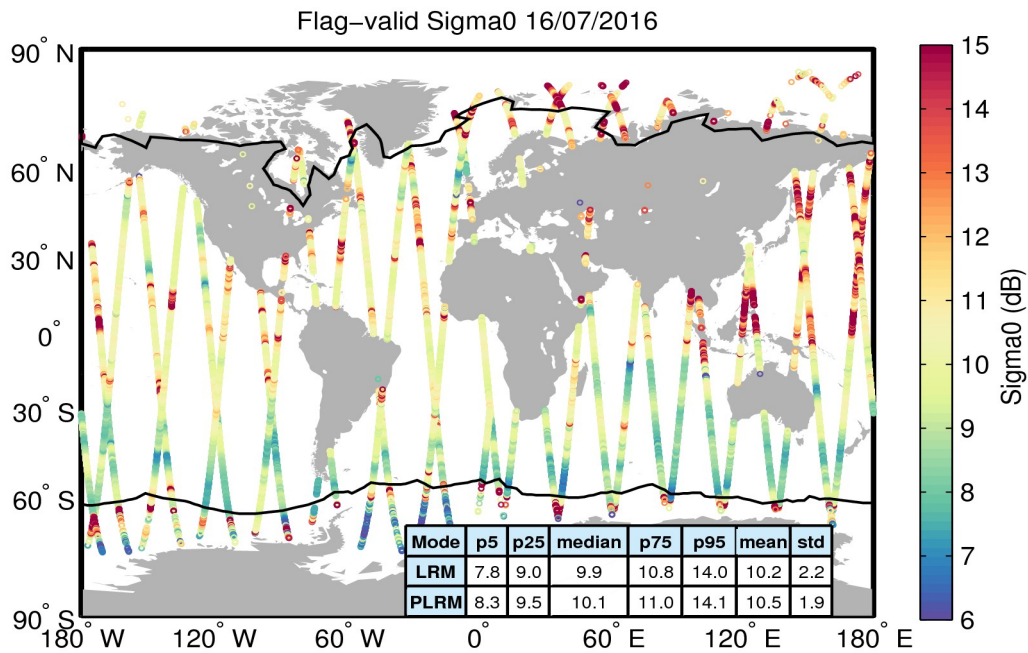 Flag−valid Sigma0 16/07/2016
90° N
60° N
30° N
0°
30° S
60° S
90° S
180° W
120° W
60° W
0°
60° E
120° E
180° E
15
14
13
12
11
10
9
8
7
6
Sigma0 (dB)
Mode p5 p25 median p75 p95 mean std
LRM 7.8 9.0 9.9 10.8 14.0 10.2 2.2
PLRM 8.3 9.5 10.1 11.0 14.1 10.5 1.9